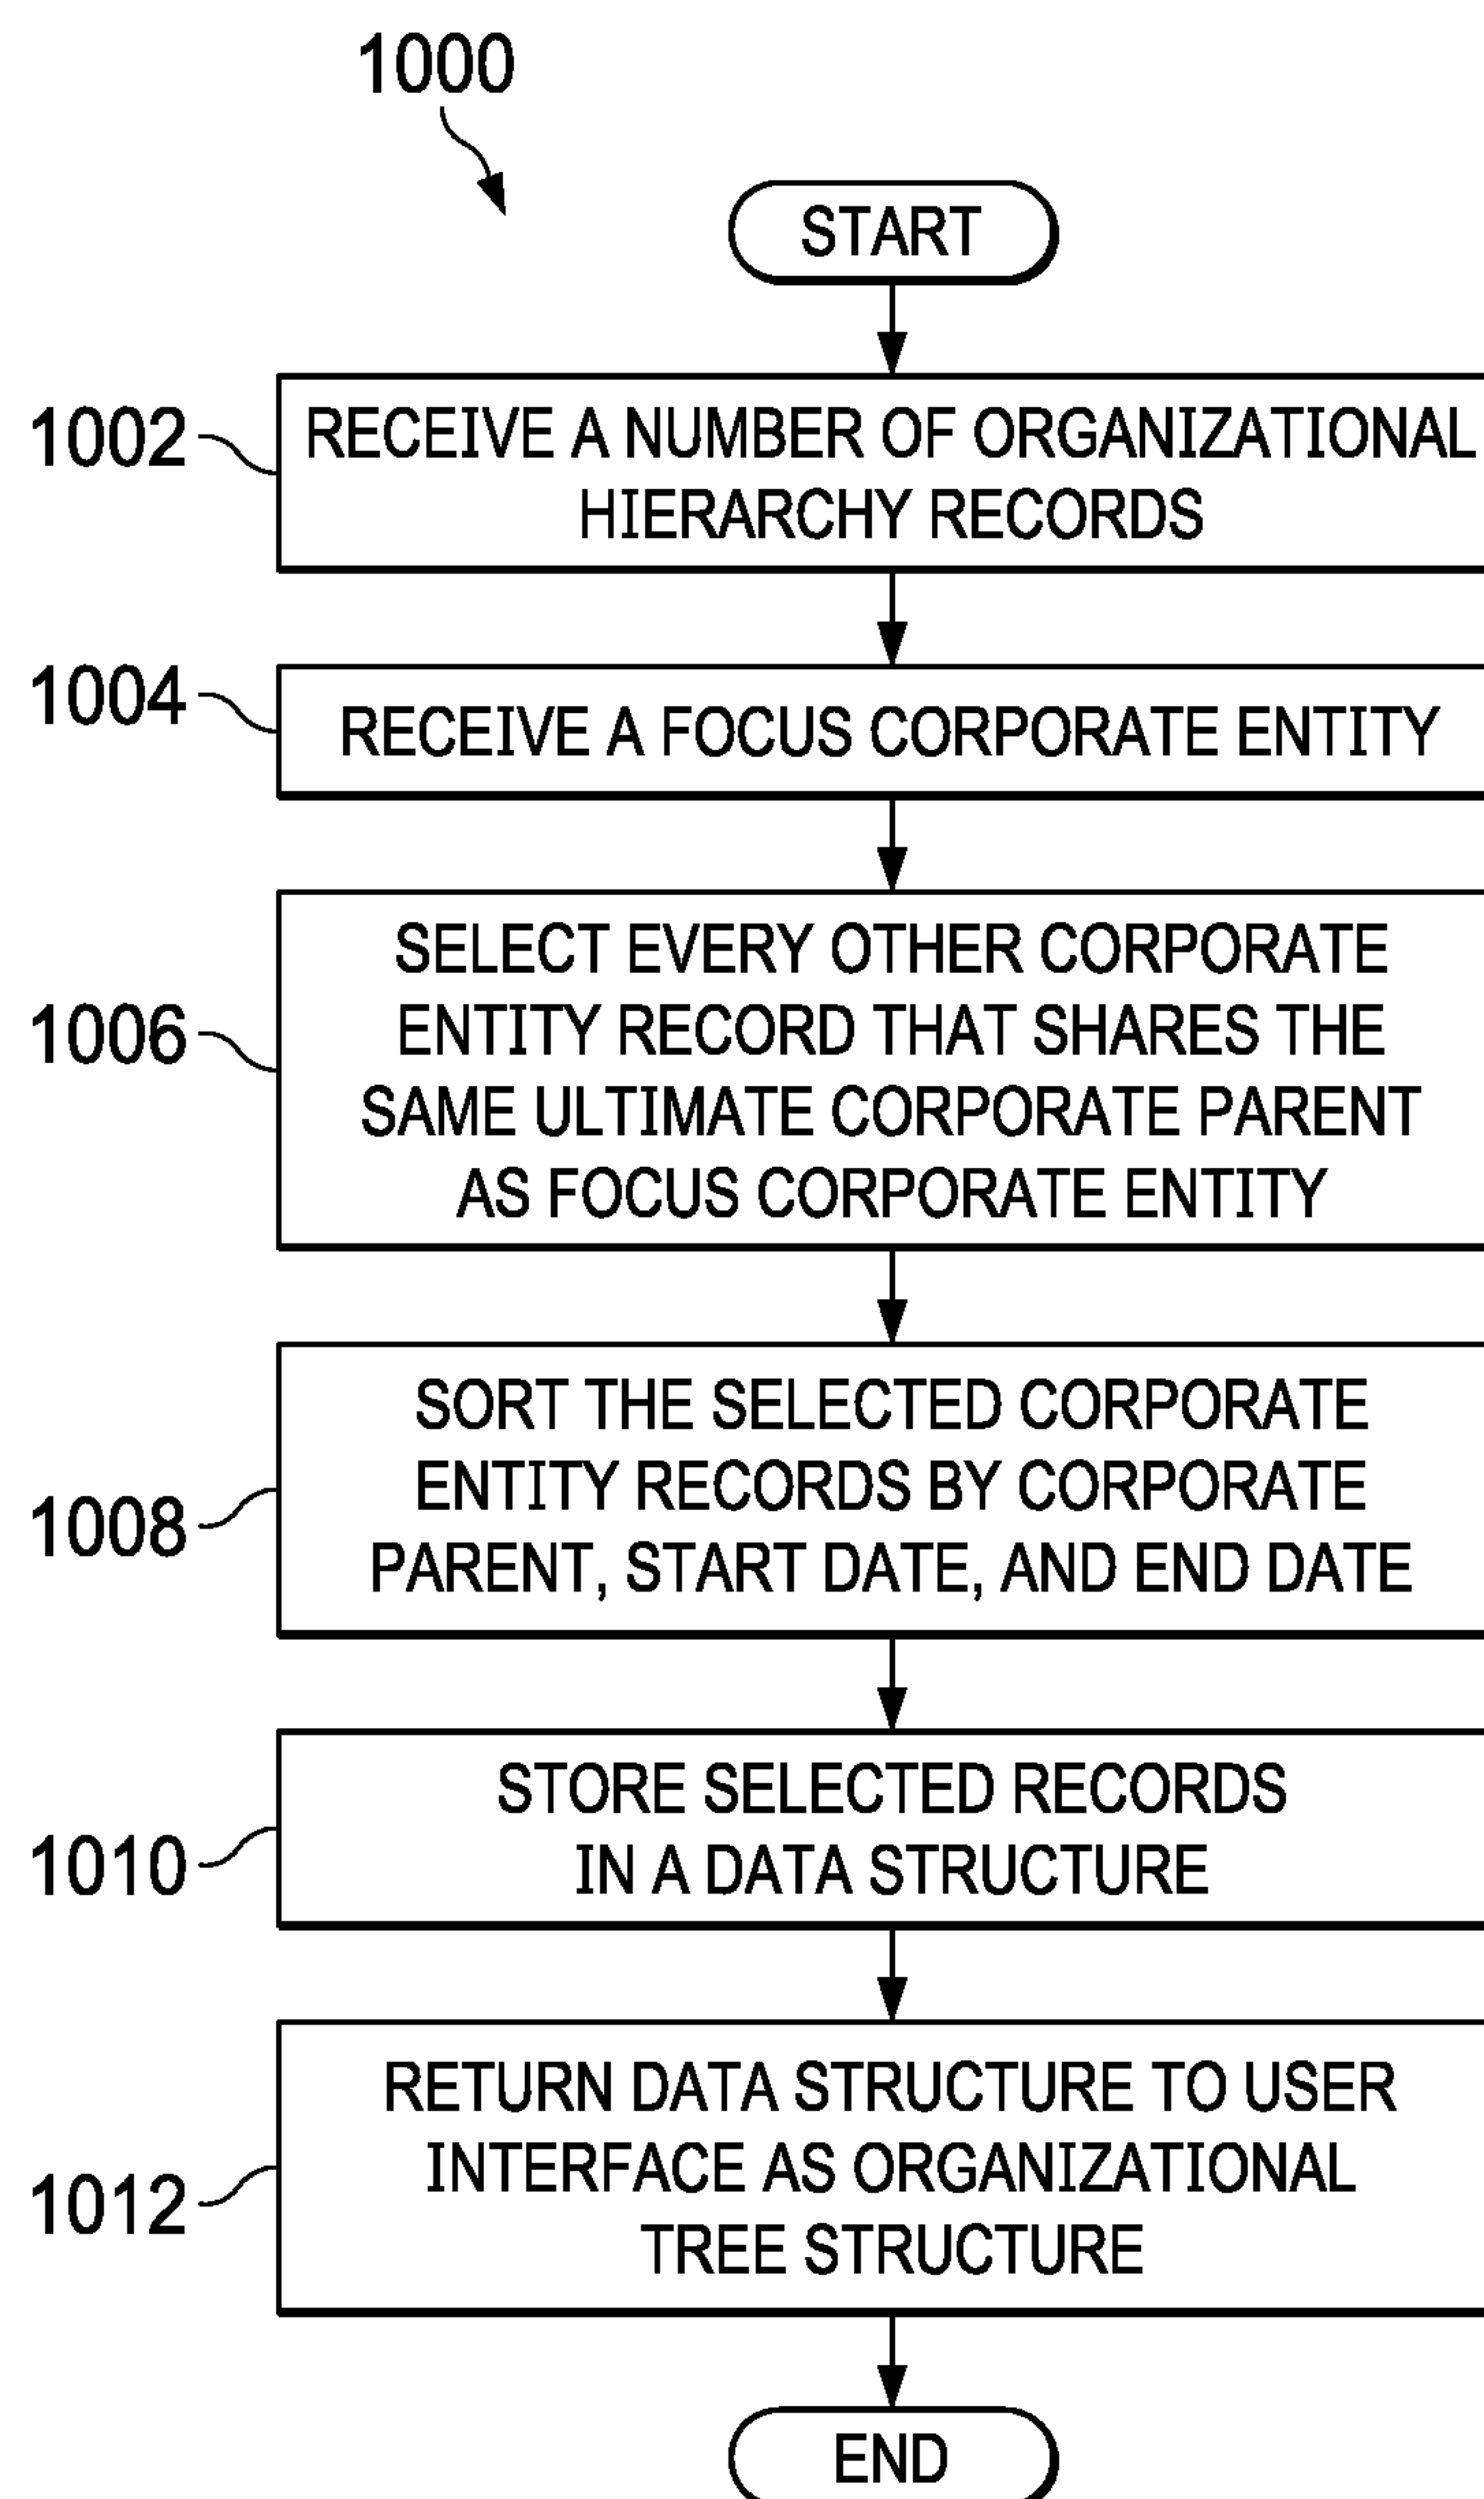 1000
START
1002
RECEIVE A NUMBER OF ORGANIZATIONAL
HIERARCHY RECORDS
1004
RECEIVE A FOCUS CORPORATE ENTITY
1006
SELECT EVERY OTHER CORPORATE
ENTITY RECORD THAT SHARES THE
SAME ULTIMATE CORPORATE PARENT
AS FOCUS CORPORATE ENTITY
1008
SORT THE SELECTED CORPORATE
ENTITY RECORDS BY CORPORATE
PARENT, START DATE, AND END DATE
1010
STORE SELECTED RECORDS
IN A DATA STRUCTURE
1012
RETURN DATA STRUCTURE TO USER
INTERFACE AS ORGANIZATIONAL
TREE STRUCTURE
END